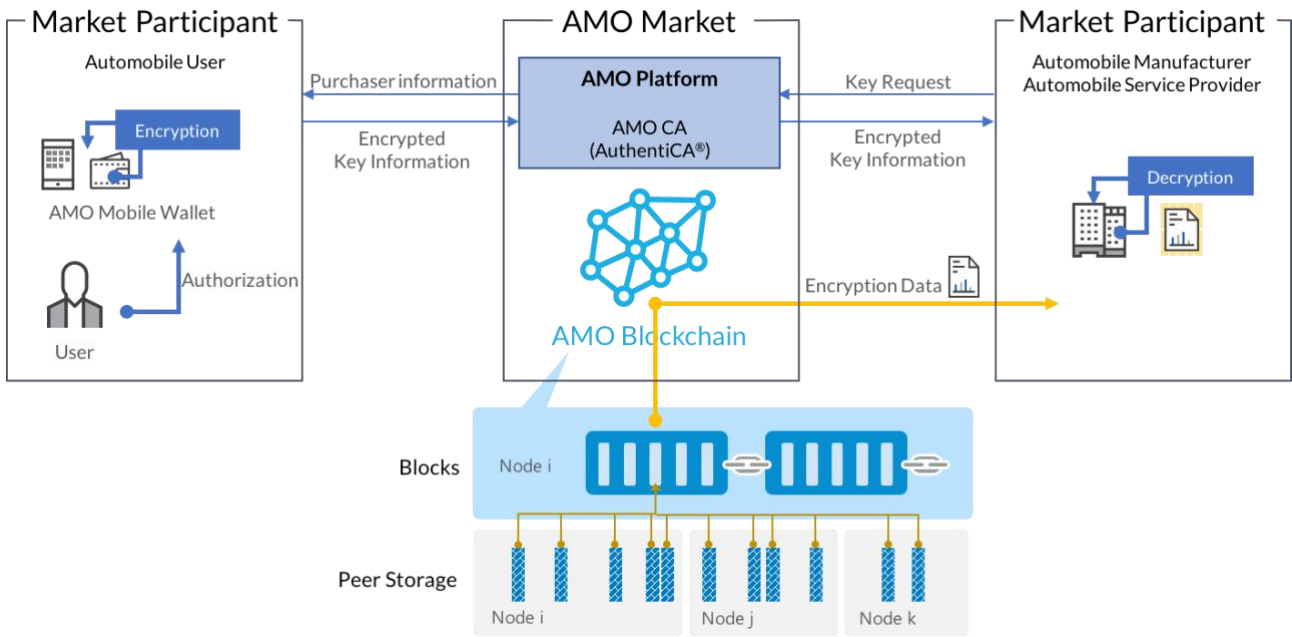 Market Participant
Automobile User
Encryption
AMO Mobile Wallet
Authorization
User
Purchaser information
Encrypted
Key Information
AMO Market
AMO Platform
AMO CA
(AuthentiCA®)
AMO Blockchain
Key Request
Encrypted
Key Information
Encryption Data
Market Participant
Automobile Manufacturer
Automobile Service Provider
Decryption
Blocks
Node i
Peer Storage
Node i
Node j
Node k